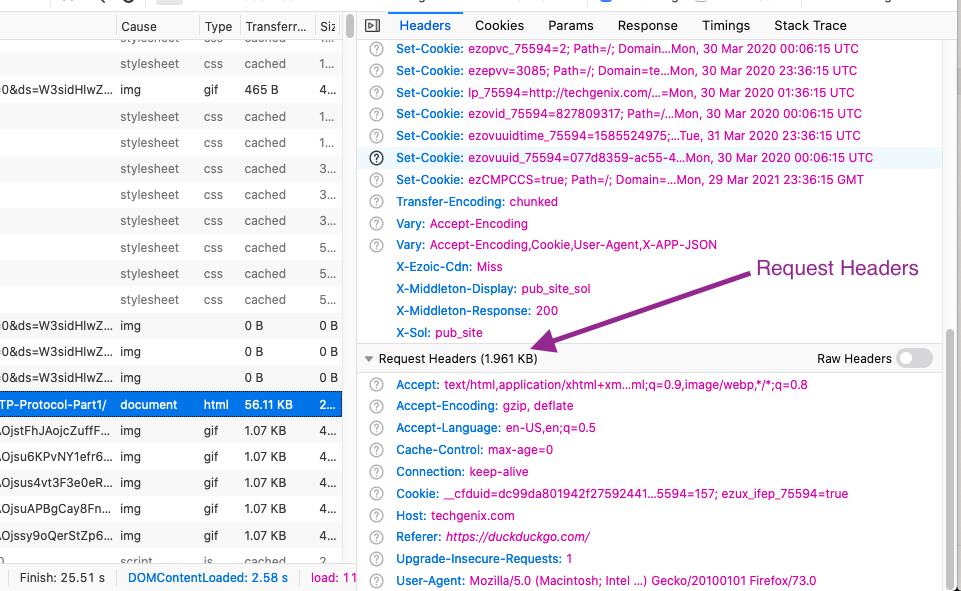 Cause Type Transferr... Siz
stylesheet css cached
stylesheet css cached 1...
=0&ds=W3sidHlwZ... img gif 465 B 4...
stylesheet css cached 1...
stylesheet css cached 1...
stylesheet css cached 3...
stylesheet css cached 3...
stylesheet css cached 3...
stylesheet css cached 5...
stylesheet css cached 5...
stylesheet css cached 5...
=0&ds=W3sidHlwZ... img 0 B 0 B
=0&ds=W3sidHlwZ... img 0 B 0 B
=0&ds=W3sidHlwZ... img 0 B 0 B
TP-Protocol-Part1/ document html 56.11 KB 2...
OjstFhJAojcZuffF... img gif 1.07 KB 4...
Ojsu6KPvNY1efr6... img gif 1.07 KB 4...
Ojsus4vt3F3e0eR... img gif 1.07 KB 4...
OjsuAPBgCay8Fn... img gif 1.07 KB 4...
Ojssy9oQerStZp6... img gif 1.07 KB 4...
script js cached 2
Finish: 25.51 s DOMContentLoaded: 2.58 s load: 11
Headers Cookies Params Response Timings Stack Trace
Set-Cookie: ezopvc_75594=2; Path=/; Domain...Mon, 30 Mar 2020 00:06:15 UTC
Set-Cookie: ezepvv=3085; Path=/; Domain=te...Mon, 30 Mar 2020 23:36:15 UTC
Set-Cookie: lp_75594=http://techgenix.com/...=Mon, 30 Mar 2020 01:36:15 UTC
Set-Cookie: ezovid_75594=827809317; Path=/...Mon, 30 Mar 2020 00:06:15 UTC
Set-Cookie: ezovuuidtime_75594=1585524975;...Tue, 31 Mar 2020 23:36:15 UTC
Set-Cookie: ezovuuid_75594=077d8359-ac55-4...Mon, 30 Mar 2020 00:06:15 UTC
Set-Cookie: ezCMPCCS=true; Path=/; Domain=...Mon, 29 Mar 2021 23:36:15 GMT
Transfer-Encoding: chunked
Vary: Accept-Encoding
Vary: Accept-Encoding,Cookie,User-Agent,X-APP-JSON
X-Ezoic-Cdn: Miss
Request Headers
X-Middleton-Display: pub_site_sol
X-Middleton-Response: 200
X-Sol: pub_site
Request Headers (1.961 KB) Raw Headers
Accept: text/html,application/xhtml+xm...ml;q=0.9,image/webp,*/*;q=0.8
Accept-Encoding: gzip, deflate
Accept-Language: en-US,en;q=0.5
Cache-Control: max-age=0
Connection: keep-alive
Cookie: __cfduid=dc99da801942f27592441...5594=157; ezux_ifep_75594=true
Host: techgenix.com
Referer: https://duckduckgo.com/
Upgrade-Insecure-Requests: 1
User-Agent: Mozilla/5.0 (Macintosh; Intel ...) Gecko/20100101 Firefox/73.0